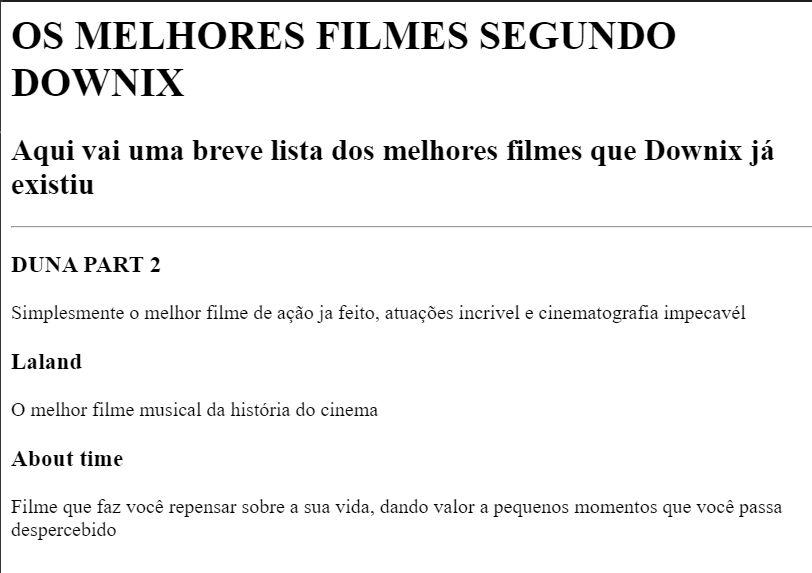 OS MELHORES FILMES SEGUNDO
DOWNIX
Aqui vai uma breve lista dos melhores filmes que Downix já
existiu
DUNA PART 2
Simplesmente o melhor filme de ação ja feito, atuações incrivel e cinematografia impecavél
Laland
O melhor filme musical da história do cinema
About time
Filme que faz você repensar sobre a sua vida, dando valor a pequenos momentos que você passa
despercebido